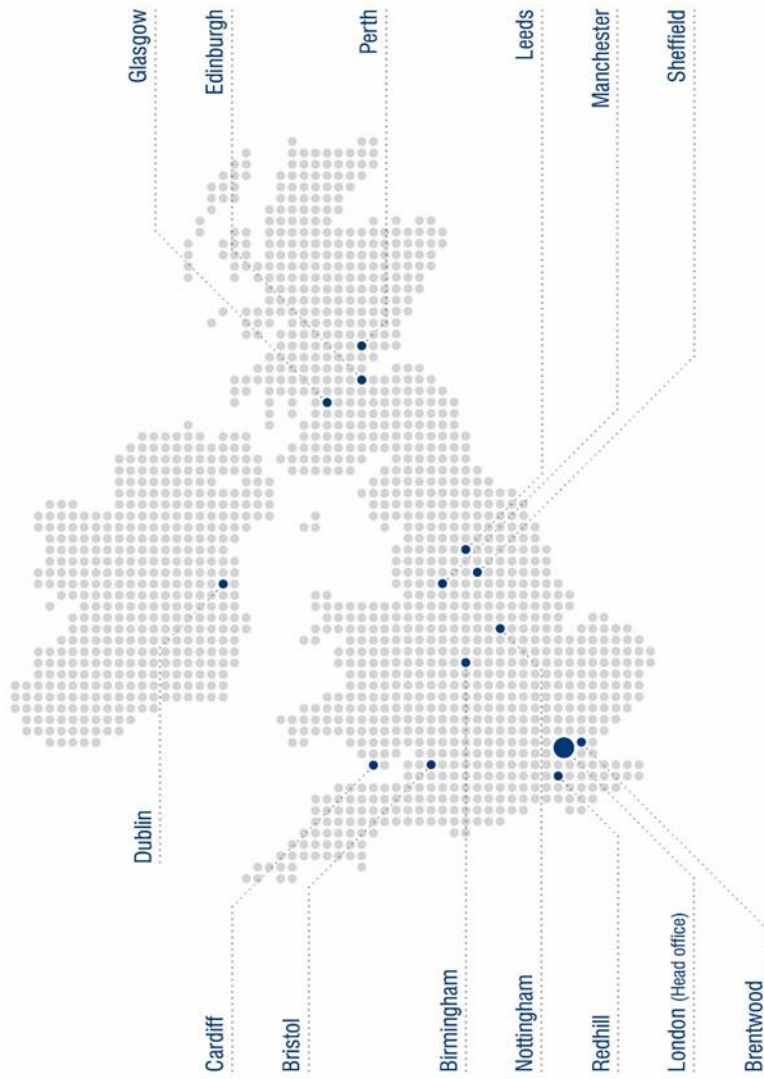 Glasgow
Edinburgh
Perth
Leeds
Manchester
Sheffield
Dublin
Cardiff
Bristol
Birmingham
Nottingham
Redhill
London (Head office)
Brentwood